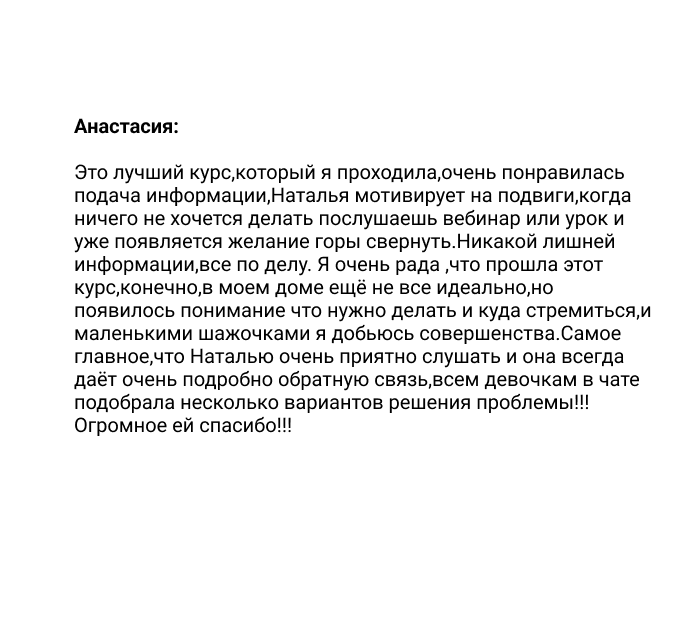 Анастасия:
Это лучший курс,который я проходила,очень понравилась
подача информации,Наталья мотивирует на подвиги,когда
ничего не хочется делать послушаешь вебинар или урок и
уже появляется желание горы свернуть.Никакой лишней
информации,все по делу. Я очень рада ,что прошла этот
курс,конечно,в моем доме ещё не все идеально,но
появилось понимание что нужно делать и куда стремиться,и
маленькими шажочками я добьюсь совершенства.Самое
главное,что Наталью очень приятно слушать и она всегда
даёт очень подробно обратную связь,всем девочкам в чате
подобрала несколько вариантов решения проблемы!!!
Огромное ей спасибо!!!